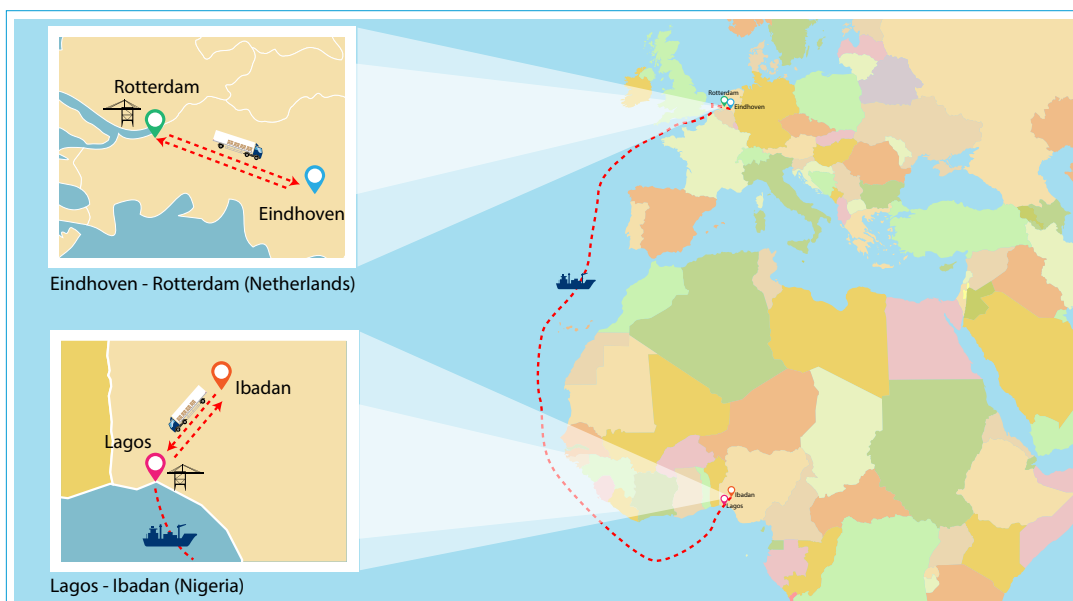 Rotterdam
Eindhoven
Eindhoven - Rotterdam (Netherlands)
Ibadan
Lagos
Lagos - Ibadan (Nigeria)
Rotterdam
Eindhoven
Ibadan
Lagos